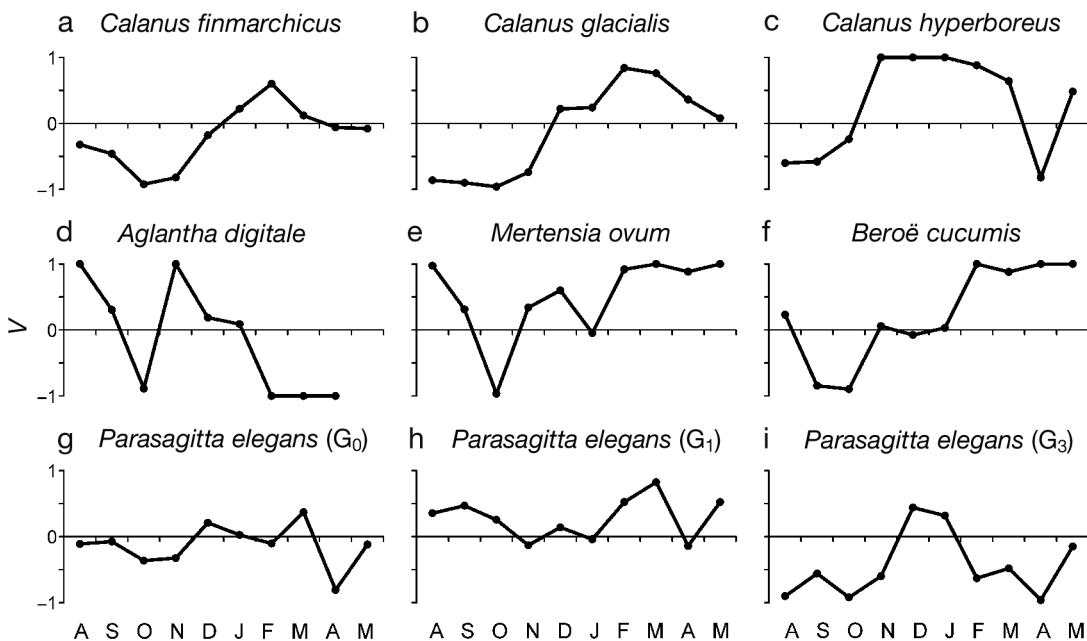 a Calanus finmarchicus b Calanus glacialis c Calanus hyperboreus
1
0
–1
d Aglantha digitale e Mertensia ovum f Beroë cucumis
1
V 0
–1
g Parasagitta elegans (G₀) h Parasagitta elegans (G₁) i Parasagitta elegans (G₃)
1
0
–1
A S O N D J F M A M A S O N D J F M A M A S O N D J F M A M